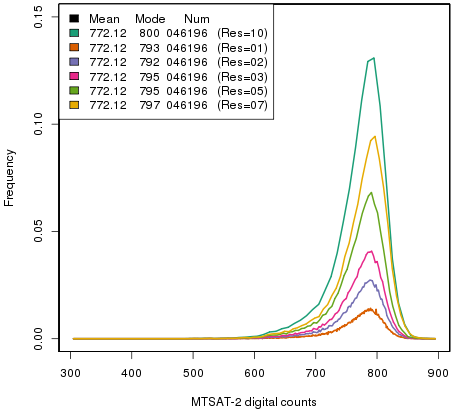 Mean Mode Num
772.12 800 046196 (Res=10)
772.12 793 046196 (Res=01)
772.12 792 046196 (Res=02)
772.12 795 046196 (Res=03)
772.12 795 046196 (Res=05)
772.12 797 046196 (Res=07)
0.15
0.10
0.05
0.00
Frequency
300 400 500 600 700 800 900
MTSAT-2 digital counts